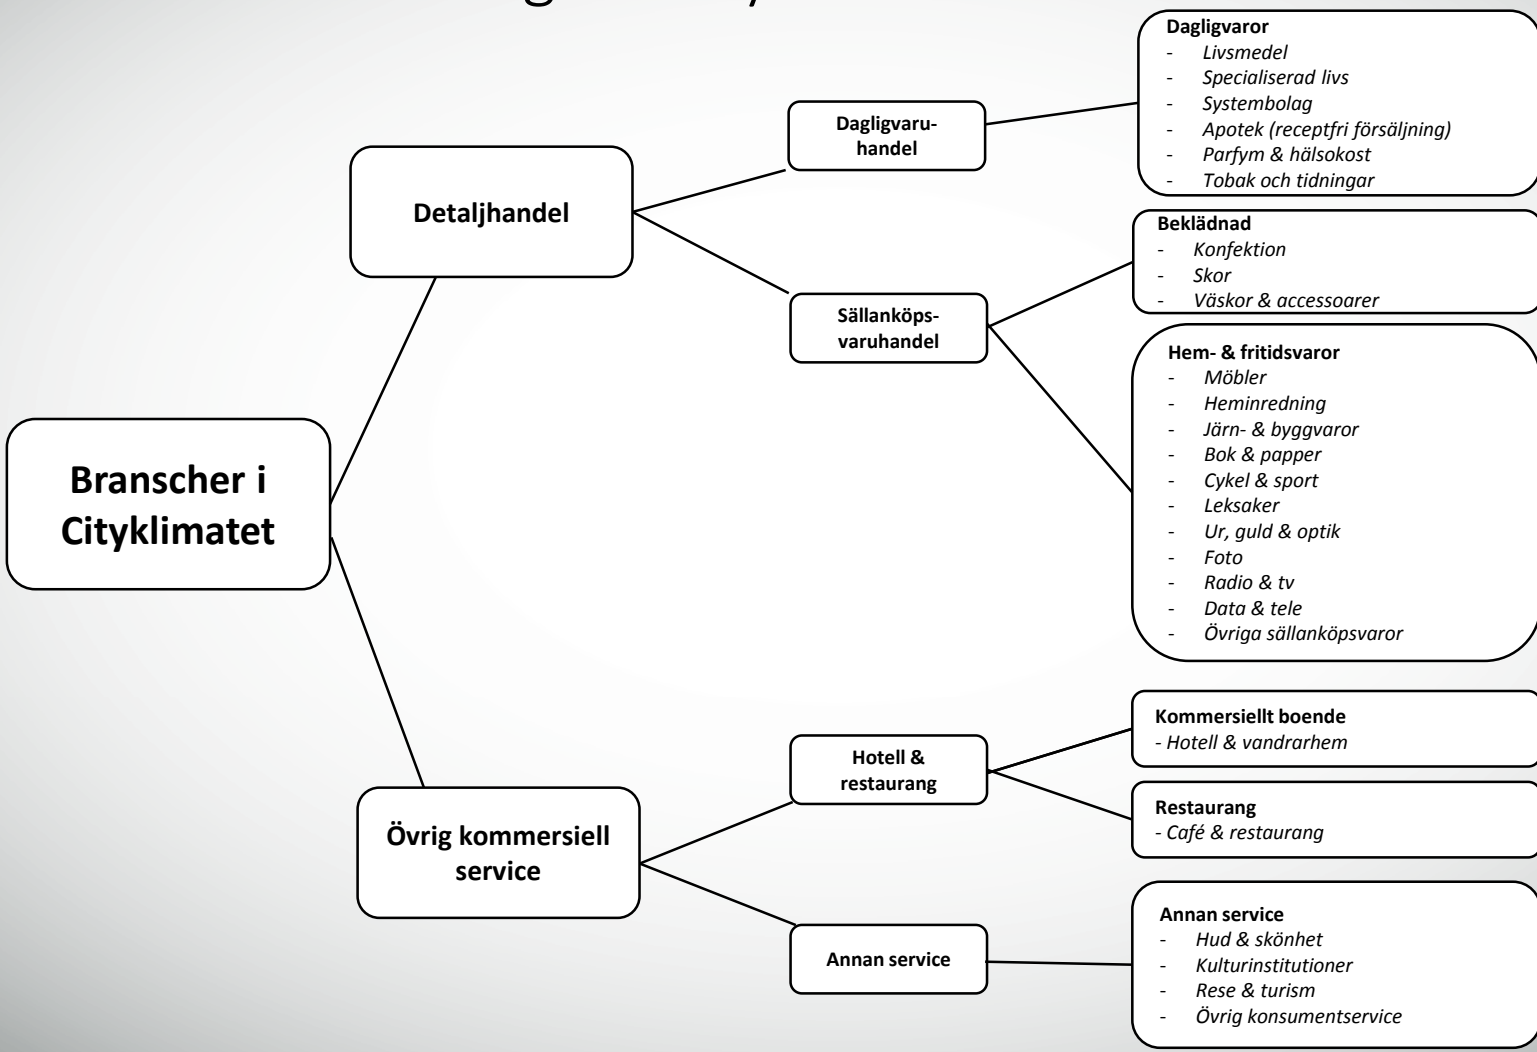 Branscher i
Cityklimatet
Detaljhandel
Dagligvaru-
handel
Dagligvaror
- Livsmedel
- Specialiserad livs
- Systembolag
- Apotek (receptfri försäljning)
- Parfym & hälsokost
- Tobak och tidningar
Sällanköps-
varuhandel
Beklädnad
- Konfektion
- Skor
- Väskor & accessoarer
Hem- & fritidsvaror
- Möbler
- Heminredning
- Järn- & byggvaror
- Bok & papper
- Cykel & sport
- Leksaker
- Ur, guld & optik
- Foto
- Radio & tv
- Data & tele
- Övriga sällanköpsvaror
Övrig kommersiell
service
Hotell &
restaurang
Kommersiellt boende
- Hotell & vandrarhem
Restaurang
- Café & restaurang
Annan service
Annan service
- Hud & skönhet
- Kulturinstitutioner
- Rese & turism
- Övrig konsumentservice